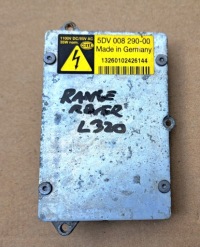 5DV 008 290-00
Made in Germany
13260102426144
RANGE
ROVER
L320